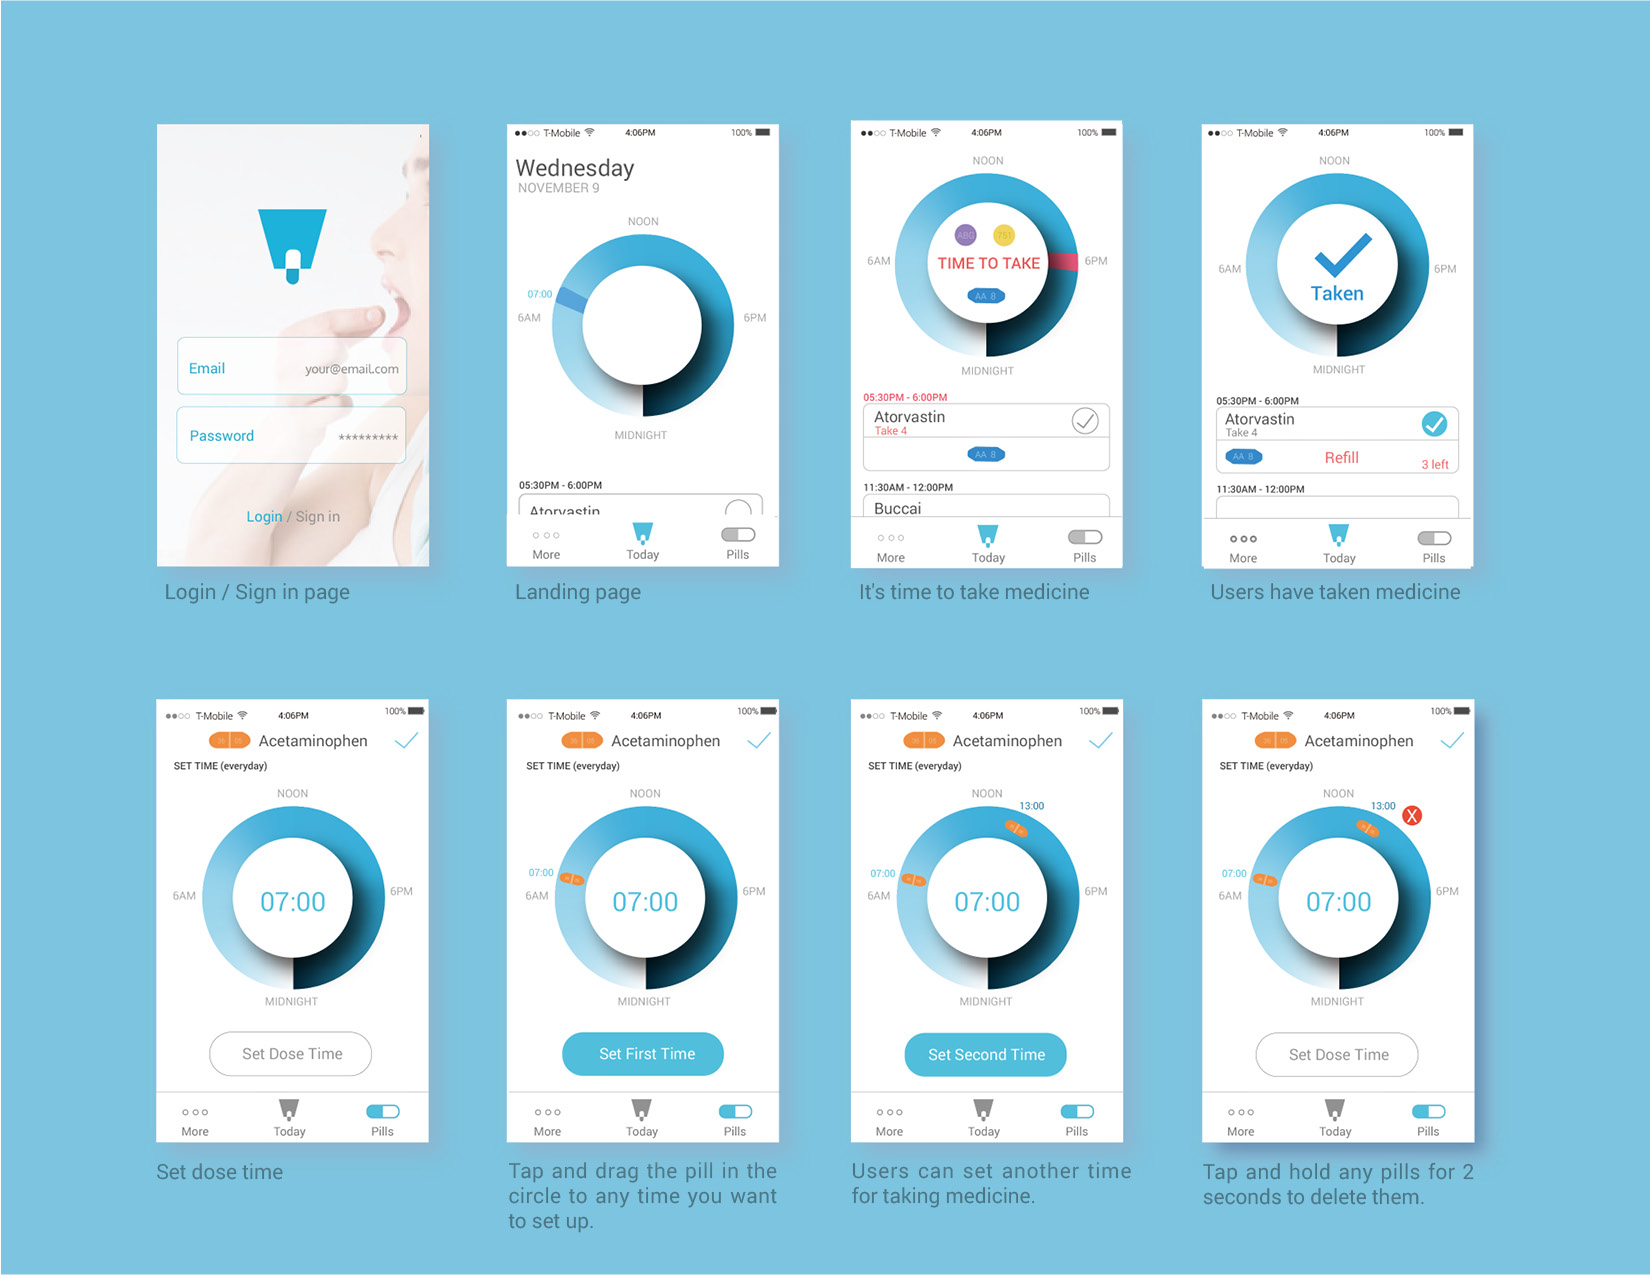 Email your@email.com
Password *********
Login / Sign in
Login / Sign in page
T-Mobile 4:06PM 100%
Wednesday
NOVEMBER 9
NOON
07:00
6AM 6PM
MIDNIGHT
05:30PM - 6:00PM
Atorvastin
More Today Pills
Landing page
T-Mobile 4:06PM 100%
NOON
ABG 751
6AM TIME TO TAKE 6PM
AA 8
MIDNIGHT
05:30PM - 6:00PM
Atorvastin
Take 4
AA 8
11:30AM - 12:00PM
Buccai
More Today Pills
It's time to take medicine
T-Mobile 4:06PM 100%
NOON
6AM 6PM
Taken
MIDNIGHT
05:30PM - 6:00PM
Atorvastin
Take 4
AA 8 Refill 3 left
11:30AM - 12:00PM
More Today Pills
Users have taken medicine
T-Mobile 4:06PM 100%
Acetaminophen
SET TIME (everyday)
NOON
6AM 07:00 6PM
MIDNIGHT
Set Dose Time
More Today Pills
Set dose time
T-Mobile 4:06PM 100%
Acetaminophen
SET TIME (everyday)
NOON
07:00
6AM 07:00 6PM
MIDNIGHT
Set First Time
More Today Pills
Tap and drag the pill in the
circle to any time you want
to set up.
T-Mobile 4:06PM 100%
Acetaminophen
SET TIME (everyday)
NOON
13:00
07:00
6AM 07:00 6PM
MIDNIGHT
Set Second Time
More Today Pills
Users can set another time
for taking medicine.
T-Mobile 4:06PM 100%
Acetaminophen
SET TIME (everyday)
NOON
13:00 X
07:00
6AM 07:00 6PM
MIDNIGHT
Set Dose Time
More Today Pills
Tap and hold any pills for 2
seconds to delete them.